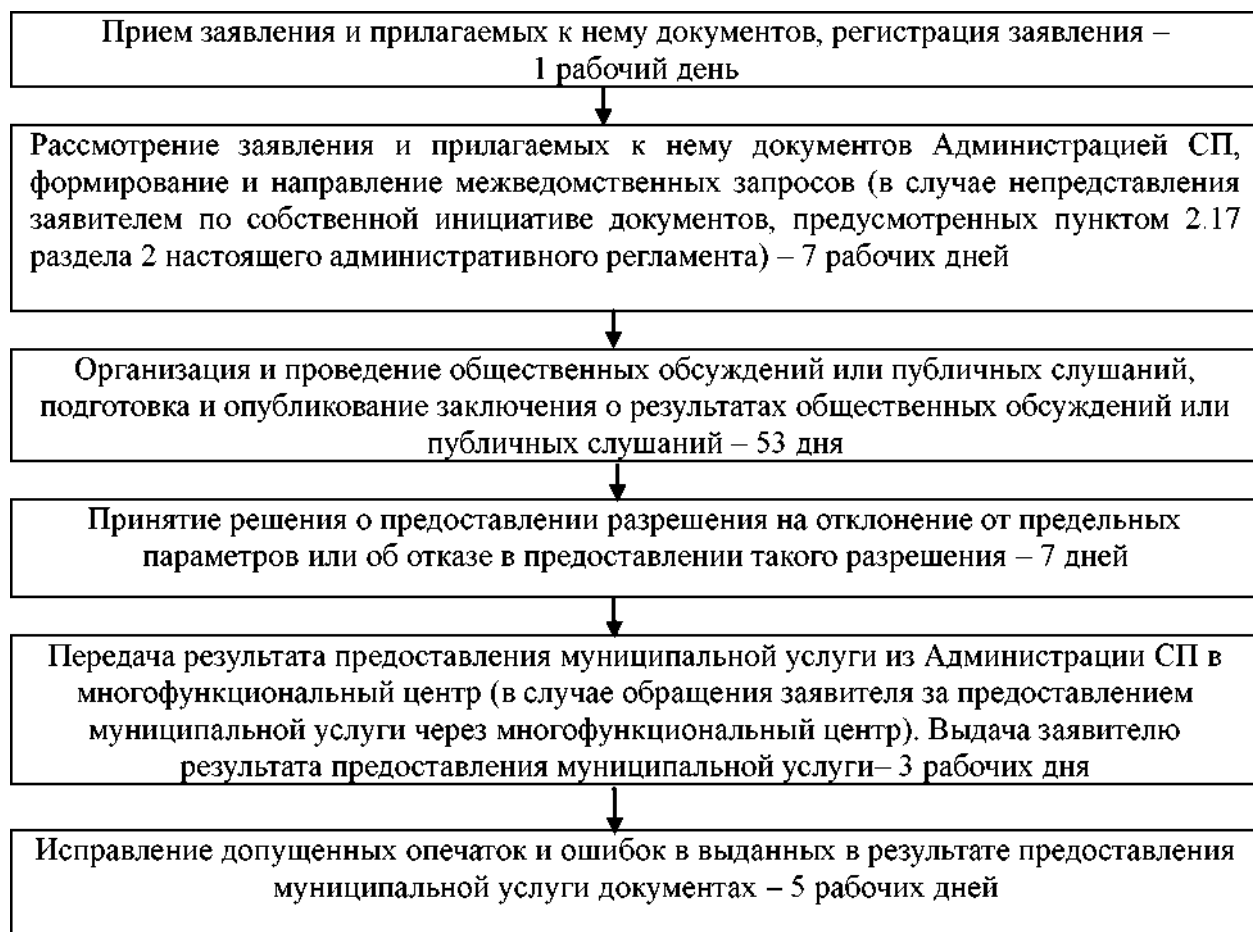 Прием заявления и прилагаемых к нему документов, регистрация заявления –
1 рабочий день
Рассмотрение заявления и прилагаемых к нему документов Администрацией СП,
формирование и направление межведомственных запросов (в случае непредставления
заявителем по собственной инициативе документов, предусмотренных пунктом 2.17
раздела 2 настоящего административного регламента) – 7 рабочих дней
Организация и проведение общественных обсуждений или публичных слушаний,
подготовка и опубликование заключения о результатах общественных обсуждений или
публичных слушаний – 53 дня
Принятие решения о предоставлении разрешения на отклонение от предельных
параметров или об отказе в предоставлении такого разрешения – 7 дней
Передача результата предоставления муниципальной услуги из Администрации СП в
многофункциональный центр (в случае обращения заявителя за предоставлением
муниципальной услуги через многофункциональный центр). Выдача заявителю
результата предоставления муниципальной услуги– 3 рабочих дня
Исправление допущенных опечаток и ошибок в выданных в результате предоставления
муниципальной услуги документах – 5 рабочих дней